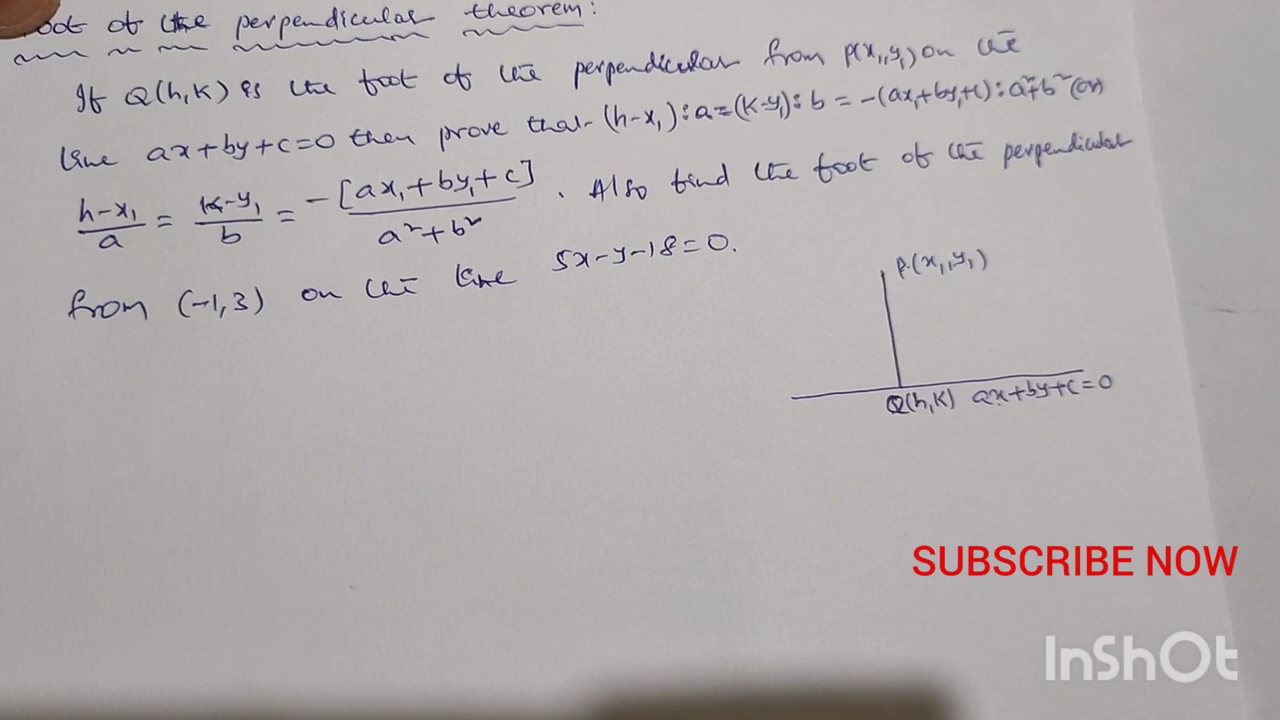 oot of the perpendicular theorem:
If Q(h,K) is the foot of the perpendicular from P(x₁,y₁) on the
line ax+by+c=0 then prove that (h-x₁):a=(K-y₁):b=-(ax₁+by₁+c):a²+b² (or)
h-x₁/a = k-y₁/b = -[ax₁+by₁+c]/a²+b². Also find the foot of the perpendicular
from (-1,3) on the line 5x-y-18=0.
P(x₁,y₁)
Q(h,K) ax+by+c=0
SUBSCRIBE NOW
InShOt